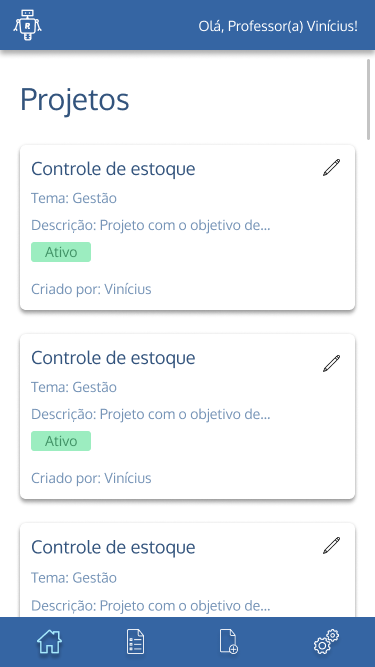 R
Olá, Professor(a) Vinícius!
Projetos
Controle de estoque
Tema: Gestão
Descrição: Projeto com o objetivo de...
Ativo
Criado por: Vinícius
Controle de estoque
Tema: Gestão
Descrição: Projeto com o objetivo de...
Ativo
Criado por: Vinícius
Controle de estoque
Tema: Gestão
Descrição: Projeto com o objetivo de...